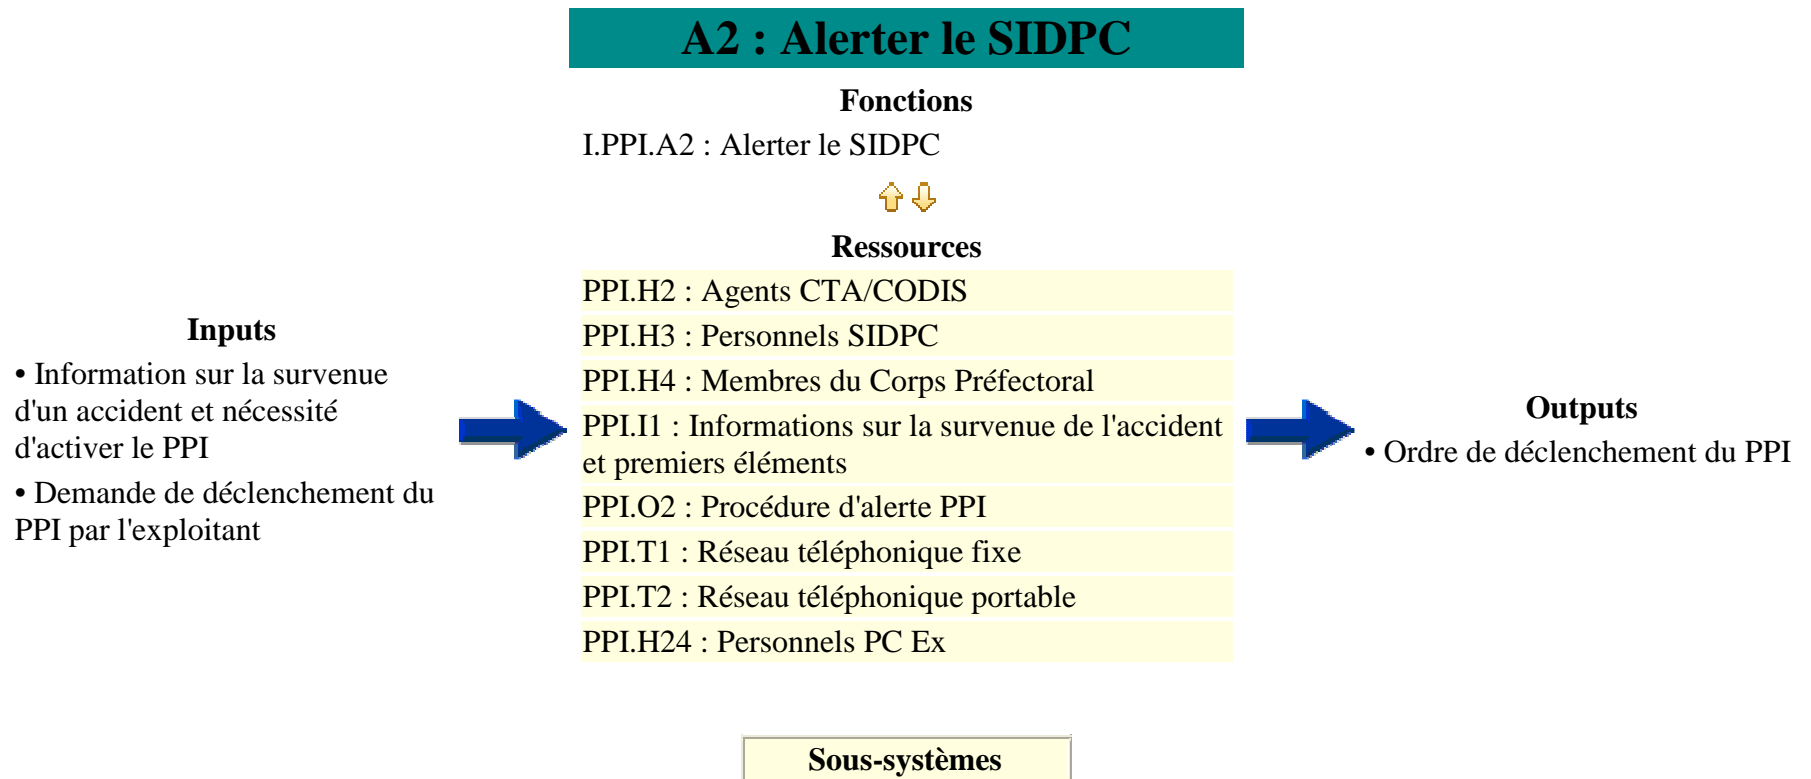 A2 : Alerter le SIDPC
Fonctions
I.PPI.A2 : Alerter le SIDPC
Ressources
PPI.H2 : Agents CTA/CODIS
PPI.H3 : Personnels SIDPC
PPI.H4 : Membres du Corps Préfectoral
PPI.I1 : Informations sur la survenue de l'accident
et premiers éléments
PPI.O2 : Procédure d'alerte PPI
PPI.T1 : Réseau téléphonique fixe
PPI.T2 : Réseau téléphonique portable
PPI.H24 : Personnels PC Ex
Inputs
• Information sur la survenue
d'un accident et nécessité
d'activer le PPI
• Demande de déclenchement du
PPI par l'exploitant
Outputs
• Ordre de déclenchement du PPI
Sous-systèmes